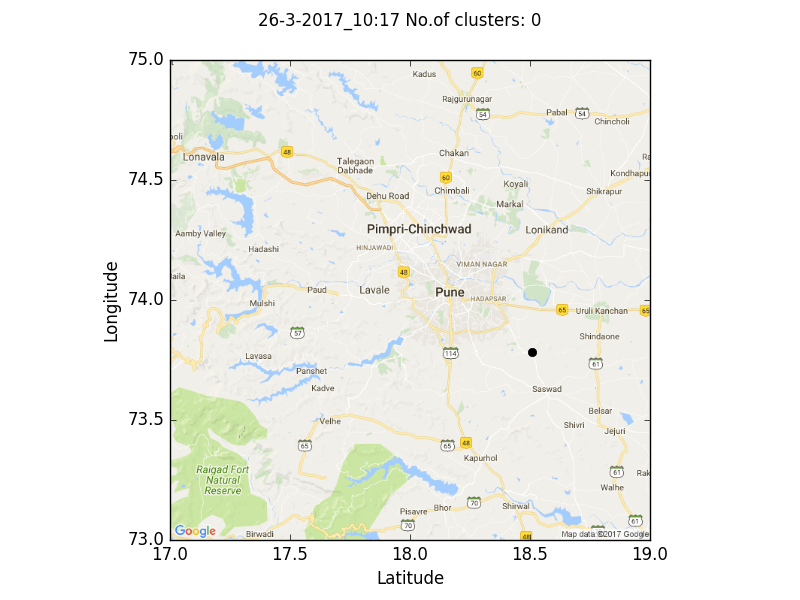 26-3-2017_10:17 No.of clusters: 0
75.0
Kadus
60
Rajgurunagar
54
Pabal
54
Chincholi
oli
Lonavala
48
Chakan
Talegaon
Dabhade
60
Kondhapu
74.5
Koyali
Dehu Road
Chimbali
Shikrapur
Markal
Pimpri-Chinchwad
Lonikand
Aamby Valley
HINJAWADI
Hadashi
VIMAN NAGAR
48
aila
Paud
Lavale
Pune
HADAPSAR
74.0
Mulshi
65
Uruli Kanchan
65
57
Shindaone
Lavasa
114
61
Panshet
Kadve
Saswad
73.5
Velhe
Belsar
Shivri
Jejuri
65
65
48
Kapurhol
Raigad Fort
Natural
Reserve
61
Rak
Walhe
Pisavre
Bhor
70
Shirwal
70
61
Google
Birwadi
48
Map data ©2017 Google
73.0
17.0
17.5
18.0
18.5
19.0
Longitude
Latitude